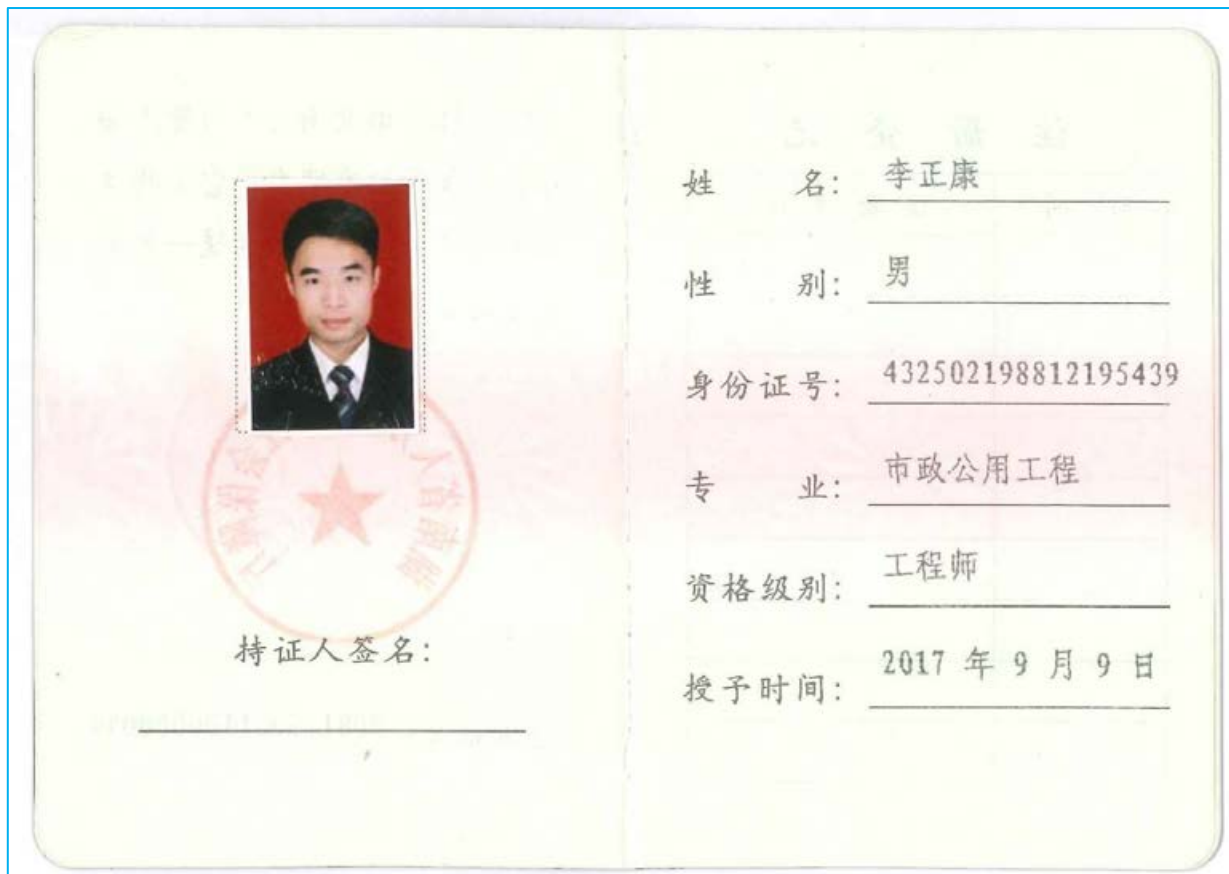 持证人签名:
姓 名: 李正康
性 别: 男
身份证号: 432502198812195439
专 业: 市政公用工程
资格级别: 工程师
授予时间: 2017 年 9 月 9 日